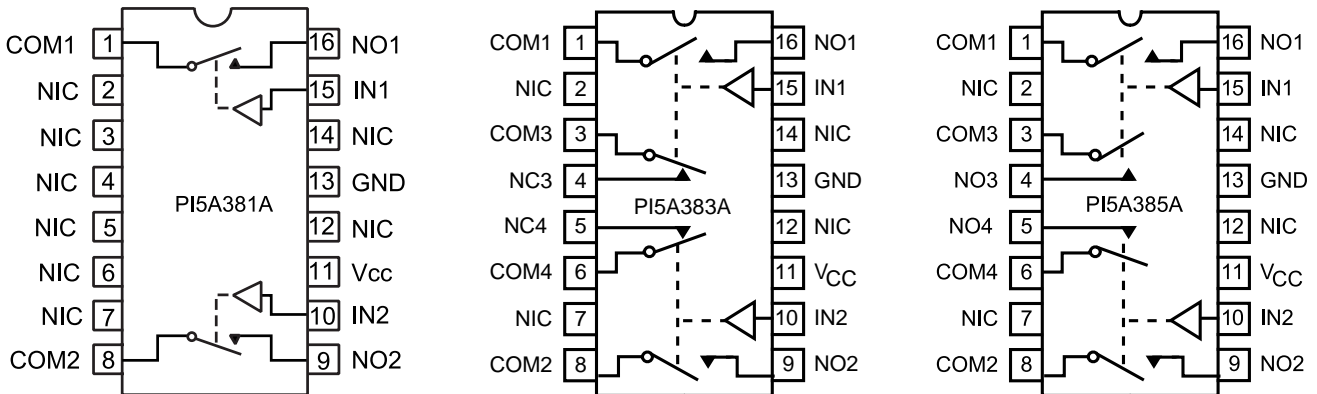 COM1 1 16 NO1
NIC 2 15 IN1
NIC 3 14 NIC
NIC 4 13 GND
PI5A381A
NIC 5 12 NIC
NIC 6 11 Vcc
NIC 7 10 IN2
COM2 8 9 NO2
COM1 1 16 NO1
NIC 2 15 IN1
COM3 3 14 NIC
NC3 4 13 GND
PI5A383A
NC4 5 12 NIC
COM4 6 11 VCC
NIC 7 10 IN2
COM2 8 9 NO2
COM1 1 16 NO1
NIC 2 15 IN1
COM3 3 14 NIC
NO3 4 13 GND
PI5A385A
NO4 5 12 NIC
COM4 6 11 VCC
NIC 7 10 IN2
COM2 8 9 NO2